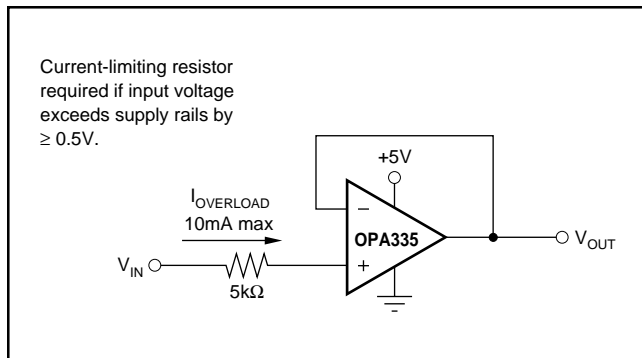 Current-limiting resistor
required if input voltage
exceeds supply rails by
≥ 0.5V.
+5V
I_OVERLOAD
10mA max
−
OPA335
+
V_IN
5kΩ
V_OUT